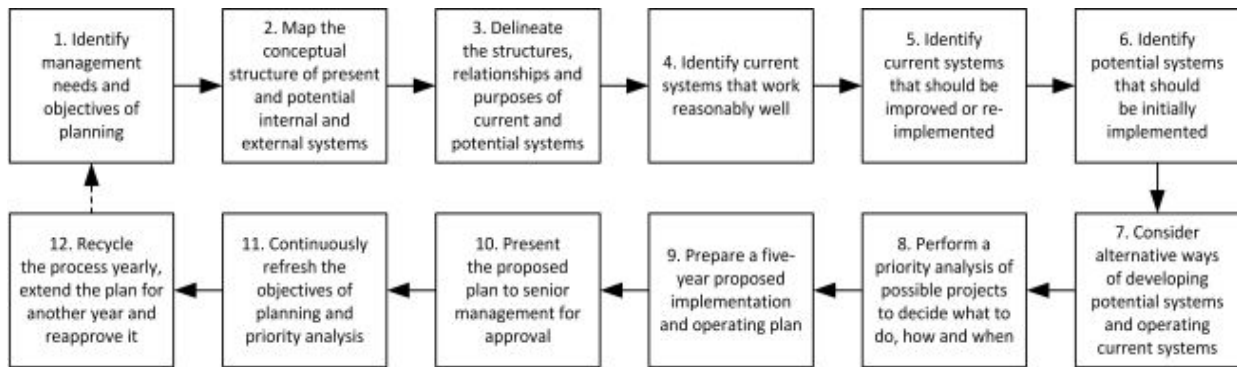 1. Identify
management
needs and
objectives of
planning
2. Map the
conceptual
structure of present
and potential
internal and
external systems
3. Delineate
the structures,
relationships and
purposes of
current and
potential systems
4. Identify current
systems that work
reasonably well
5. Identify
current systems
that should be
improved or re-
implemented
6. Identify
potential systems
that should
be initially
implemented
12. Recycle
the process yearly,
extend the plan for
another year and
reapprove it
11. Continuously
refresh the
objectives of
planning and
priority analysis
10. Present
the proposed
plan to senior
management for
approval
9. Prepare a five-
year proposed
implementation
and operating plan
8. Perform a
priority analysis of
possible projects
to decide what to
do, how and when
7. Consider
alternative ways
of developing
potential systems
and operating
current systems